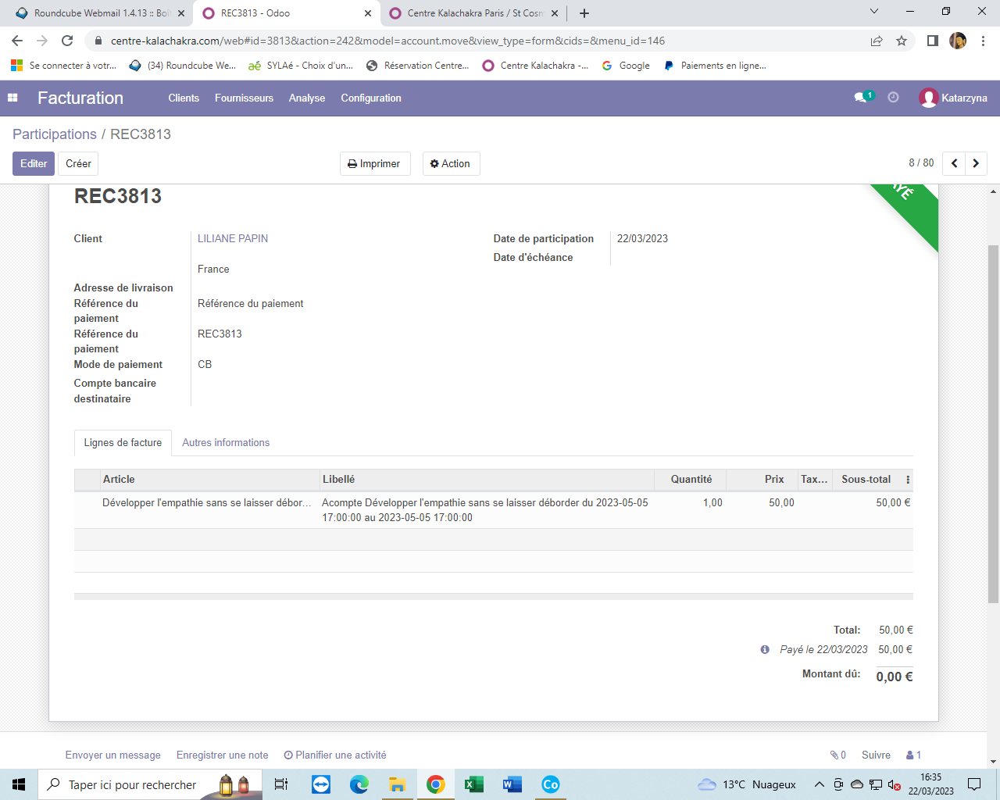 Roundcube Webmail 1.4.13 :: Boît
REC3813 - Odoo
Centre Kalachakra Paris / St Cosm
centre-kalachakra.com/web#id=3813&action=242&model=account.move&view_type=form&cids=&menu_id=146
Se connecter à votr...
(34) Roundcube We...
aé SYLAé - Choix d'un...
Réservation Centre...
Centre Kalachakra -...
Google
Paiements en ligne...
Facturation
Clients
Fournisseurs
Analyse
Configuration
1
Katarzyna
Participations / REC3813
Editer
Créer
Imprimer
Action
8 / 80
REC3813
AYÉ
Client
LILIANE PAPIN
France
Date de participation 22/03/2023
Date d'échéance
Adresse de livraison
Référence du
paiement
Référence du paiement
Référence du
paiement
REC3813
Mode de paiement
CB
Compte bancaire
destinataire
Lignes de facture
Autres informations
Article
Libellé
Quantité
Prix
Tax...
Sous-total
Développer l'empathie sans se laisser débor...
Acompte Développer l'empathie sans se laisser déborder du 2023-05-05
17:00:00 au 2023-05-05 17:00:00
1,00
50,00
50,00 €
Total: 50,00 €
Payé le 22/03/2023 50,00 €
Montant dû: 0,00 €
Envoyer un message
Enregistrer une note
Planifier une activité
0
Suivre
1
Taper ici pour rechercher
Co
13°C Nuageux
16:35
22/03/2023